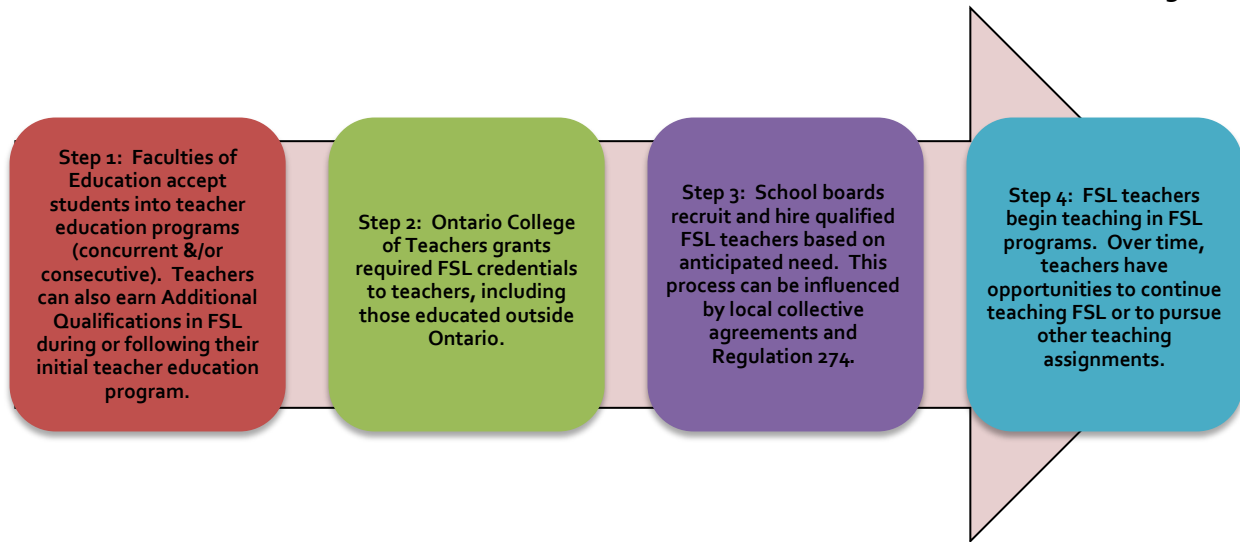 Step 1: Faculties of
Education accept
students into teacher
education programs
(concurrent &/or
consecutive). Teachers
can also earn Additional
Qualifications in FSL
during or following their
initial teacher education
program.
Step 2: Ontario College
of Teachers grants
required FSL credentials
to teachers, including
those educated outside
Ontario.
Step 3: School boards
recruit and hire qualified
FSL teachers based on
anticipated need. This
process can be influenced
by local collective
agreements and
Regulation 274.
Step 4: FSL teachers
begin teaching in FSL
programs. Over time,
teachers have
opportunities to continue
teaching FSL or to pursue
other teaching
assignments.